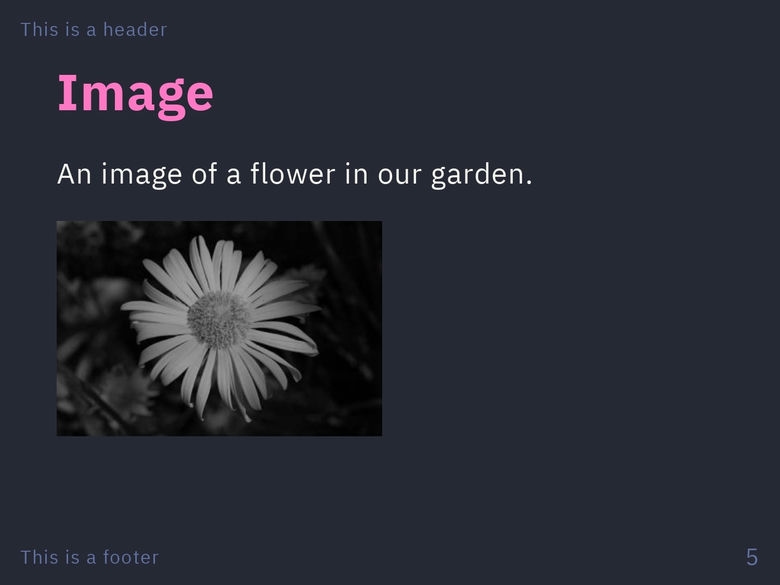 This is a header
Image
An image of a flower in our garden.
This is a footer
5